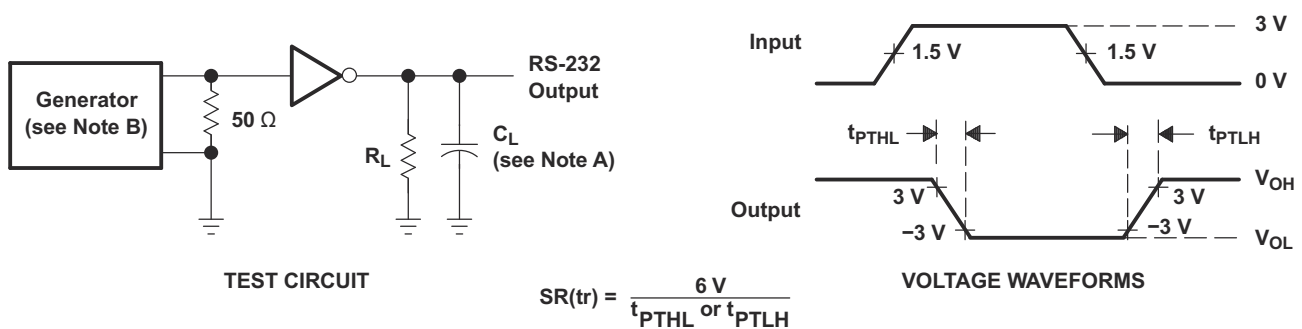 Generator
(see Note B)
50 Ω
RS-232
Output
R_L
C_L
(see Note A)
TEST CIRCUIT
Input
3 V
1.5 V
1.5 V
0 V
t_PTHL
t_PTLH
Output
3 V
3 V
V_OH
−3 V
−3 V
V_OL
VOLTAGE WAVEFORMS
SR(tr) = 6 V / t_PTHL or t_PTLH